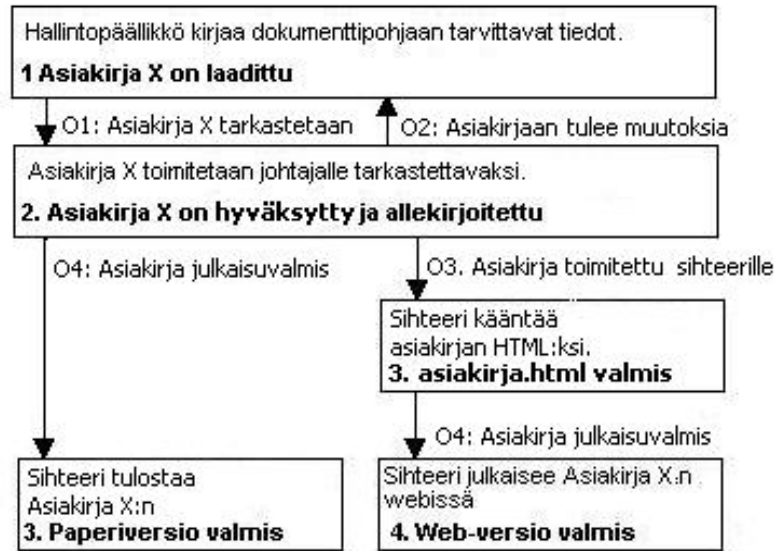 Hallintopäällikkö kirjaa dokumenttipohjaan tarvittavat tiedot.
1 Asiakirja X on laadittu
O1: Asiakirja X tarkastetaan
O2: Asiakirjaan tulee muutoksia
Asiakirja X toimitetaan johtajalle tarkastettavaksi.
2. Asiakirja X on hyväksytty ja allekirjoitettu
O4: Asiakirja julkaisuvalmis
O3. Asiakirja toimitettu sihteerille
Sihteeri kääntää
asiakirjan HTML:ksi.
3. asiakirja.html valmis
O4: Asiakirja julkaisuvalmis
Sihteeri tulostaa
Asiakirja X:n
3. Paperiversio valmis
Sihteeri julkaisee Asiakirja X:n
webissä
4. Web-versio valmis